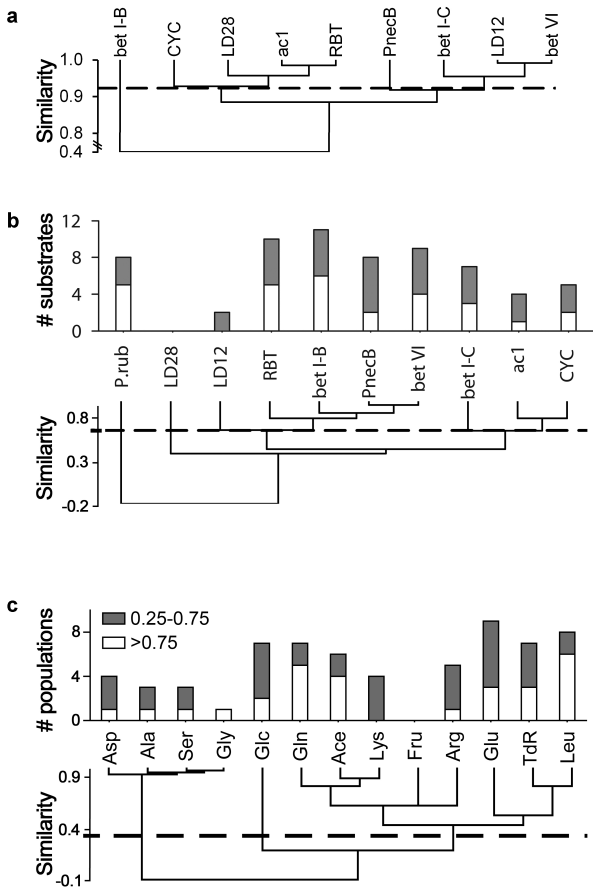 a
bet I-B CYC LD28 ac1 RBT PnecB bet I-C LD12 bet VI
Similarity
1.0
0.9
0.8
0.4
b
# substrates
12
8
4
0
P.rub LD28 LD12 RBT bet I-B PnecB bet VI bet I-C ac1 CYC
Similarity
0.8
0.3
-0.2
c
# populations
8
4
0
0.25-0.75
>0.75
Asp Ala Ser Gly Glc Gln Ace Lys Fru Arg Glu TdR Leu
Similarity
0.9
0.4
-0.1